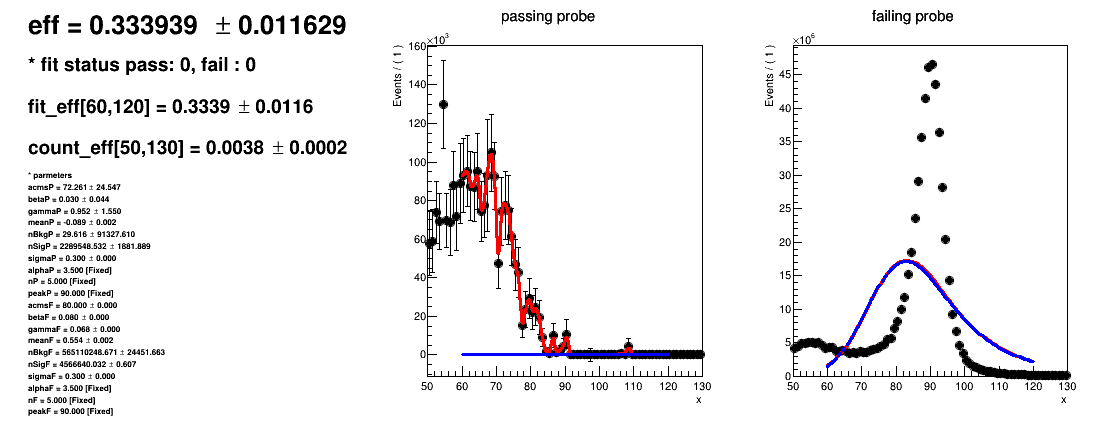 eff = 0.333939 ± 0.011629
* fit status pass: 0, fail : 0
fit_eff[60,120] = 0.3339 ± 0.0116
count_eff[50,130] = 0.0038 ± 0.0002
* parmeters
acmsP = 72.261 ± 24.547
betaP = 0.030 ± 0.044
gammaP = 0.952 ± 1.550
meanP = -0.089 ± 0.002
nBkgP = 29.616 ± 91327.610
nSigP = 2289548.532 ± 1881.889
sigmaP = 0.300 ± 0.000
alphaP = 3.500 [Fixed]
nP = 5.000 [Fixed]
peakP = 90.000 [Fixed]
acmsF = 80.000 ± 0.000
betaF = 0.080 ± 0.000
gammaF = 0.068 ± 0.000
meanF = 0.554 ± 0.002
nBkgF = 565110248.671 ± 24451.663
nSigF = 4566640.032 ± 0.607
sigmaF = 0.300 ± 0.000
alphaF = 3.500 [Fixed]
nF = 5.000 [Fixed]
peakF = 90.000 [Fixed]
passing probe
×10³
Events / ( 1 )
160
140
120
100
80
60
40
20
0
50 60 70 80 90 100 110 120 130
x
failing probe
×10⁶
Events / ( 1 )
45
40
35
30
25
20
15
10
5
0
50 60 70 80 90 100 110 120 130
x